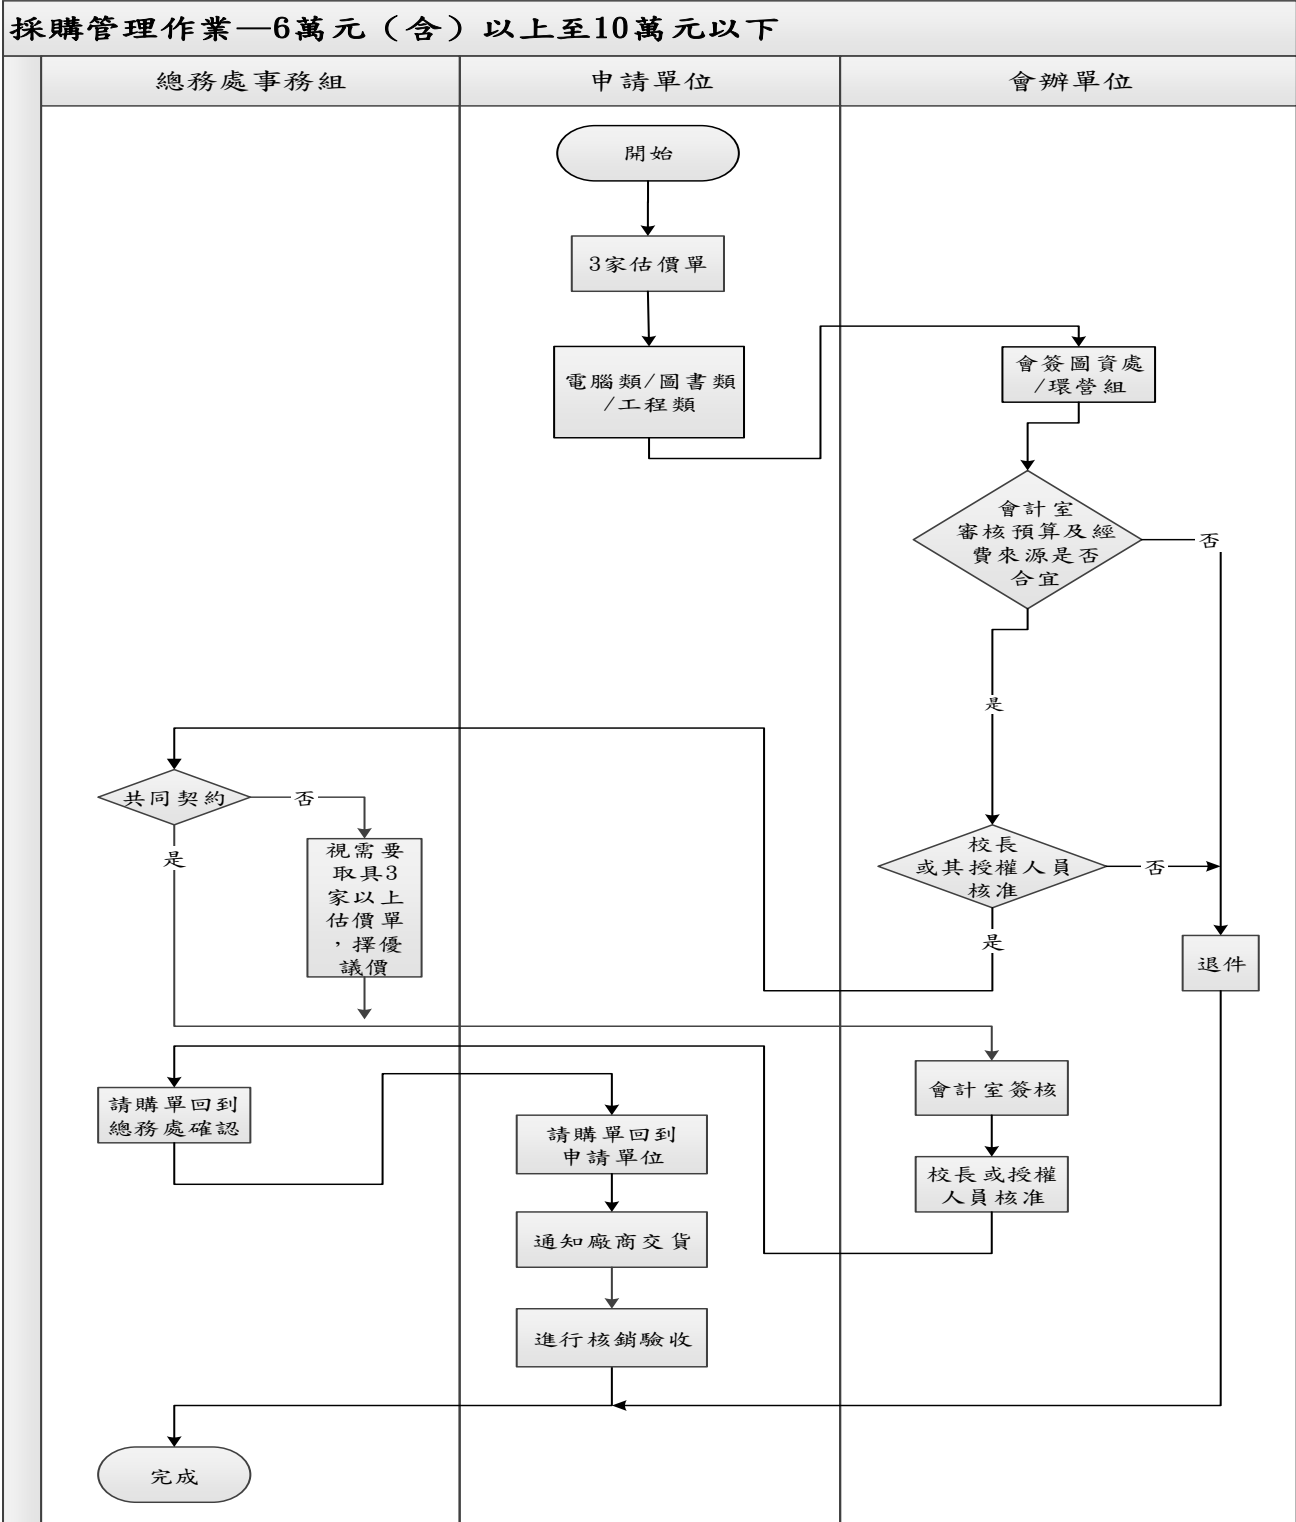 採購管理作業—6萬元（含）以上至10萬元以下
總務處事務組
申請單位
會辦單位
開始
3家估價單
電腦類/圖書類
/工程類
會簽圖資處
/環營組
會計室
審核預算及經
費來源是否
合宜
否
是
共同契約
否
是
視需要
取具3
家以上
估價單
，擇優
議價
校長
或其授權人員
核准
否
是
退件
會計室簽核
校長或授權
人員核准
請購單回到
總務處確認
請購單回到
申請單位
通知廠商交貨
進行核銷驗收
完成